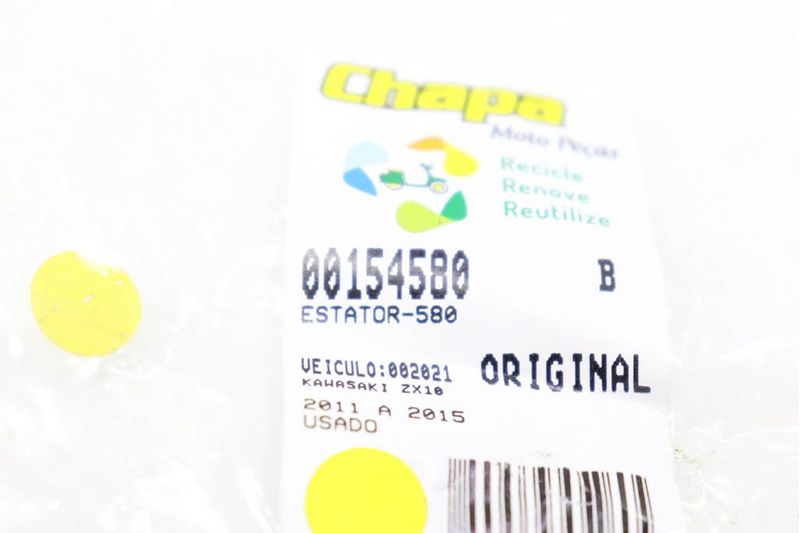 Chapa
Moto Peças
Recicle
Renove
Reutilize
00154580 B
ESTATOR-580
VEICULO:002021 ORIGINAL
KAWASAKI ZX10
2011 A 2015
USADO